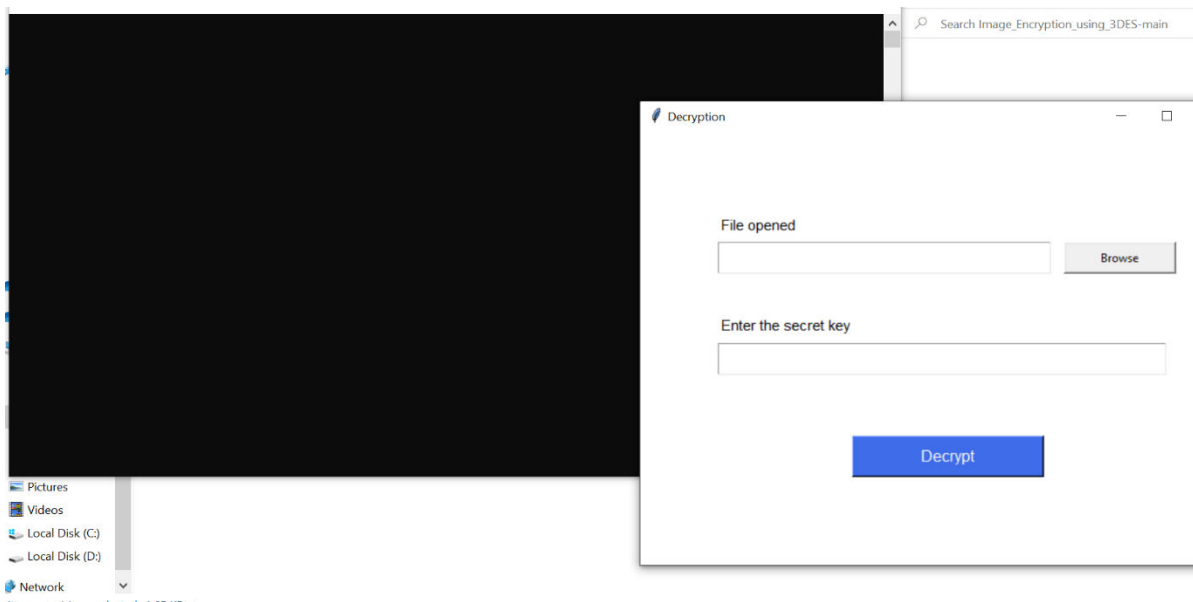 Search Image_Encryption_using_3DES-main
Decryption
File opened
Browse
Enter the secret key
Decrypt
Pictures
Videos
Local Disk (C:)
Local Disk (D:)
Network